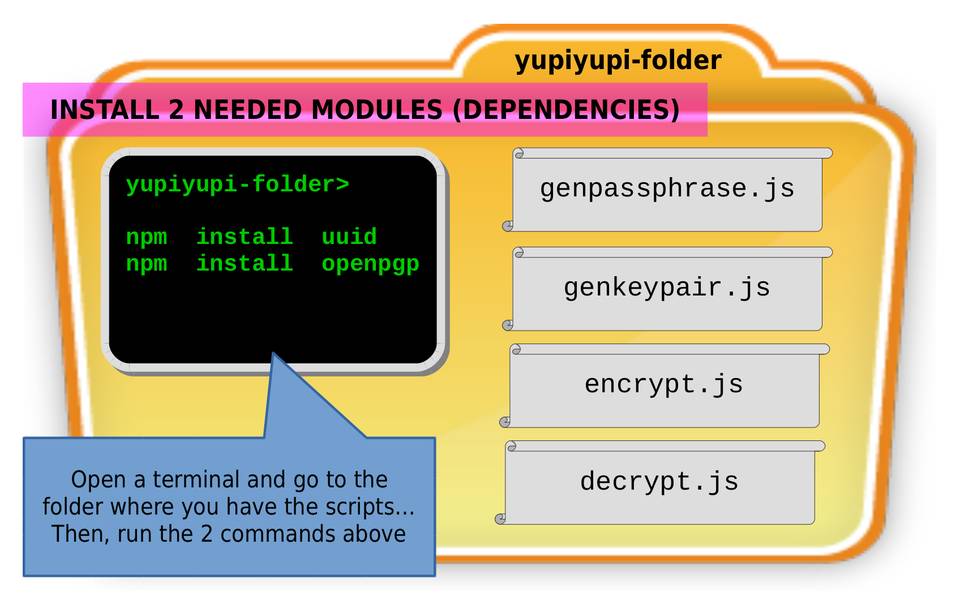 yupiyupi-folder
INSTALL 2 NEEDED MODULES (DEPENDENCIES)
yupiyupi-folder>
npm install uuid
npm install openpgp
genpassphrase.js
genkeypair.js
encrypt.js
decrypt.js
Open a terminal and go to the
folder where you have the scripts...
Then, run the 2 commands above